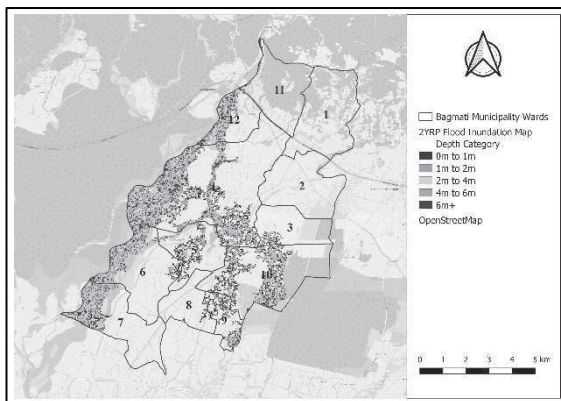 11
1
12
2
3
5
6
10
8
9
7
Bagmati Municipality Wards
2YRP Flood Inundation Map
Depth Category
0m to 1m
1m to 2m
2m to 4m
4m to 6m
6m+
OpenStreetMap
0 1 2 3 4 5 km